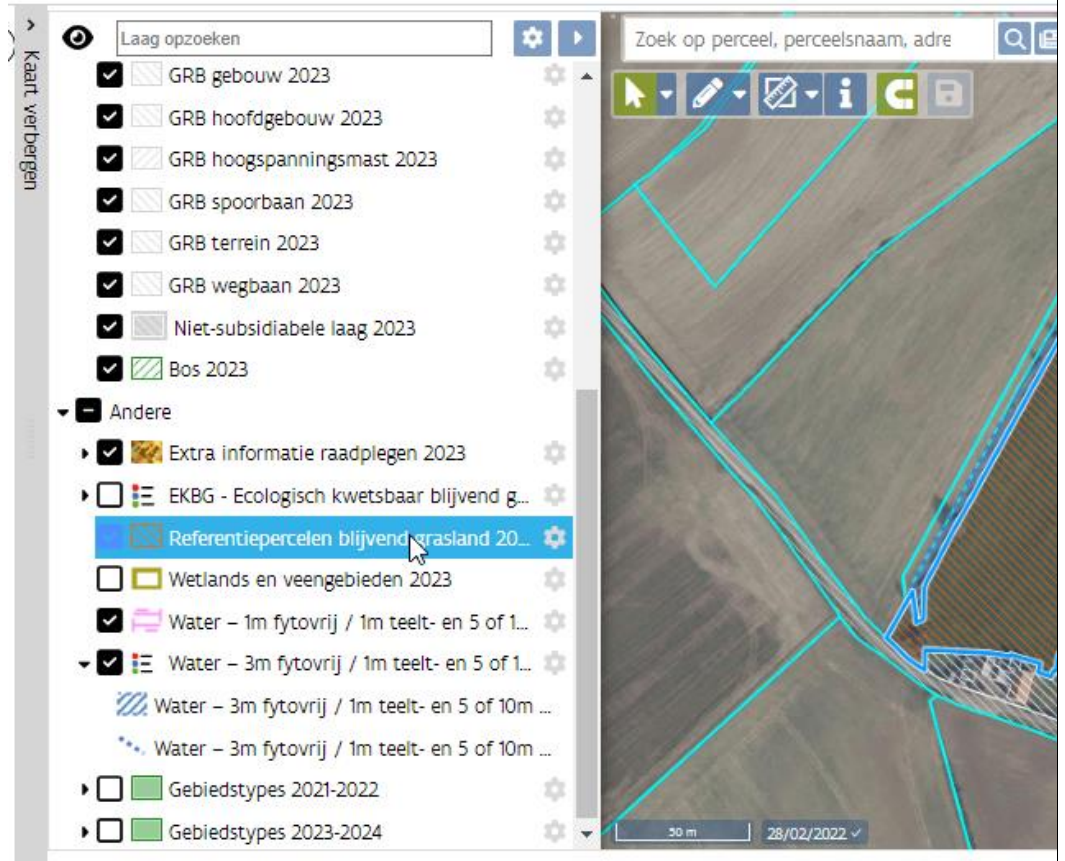 Kaart verbergen
Laag opzoeken
GRB gebouw 2023
GRB hoofdgebouw 2023
GRB hoogspanningsmast 2023
GRB spoorbaan 2023
GRB terrein 2023
GRB wegbaan 2023
Niet-subsidiabele laag 2023
Bos 2023
Andere
Extra informatie raadplegen 2023
EKBG - Ecologisch kwetsbaar blijvend g...
Referentiepercelen blijvend grasland 20...
Wetlands en veengebieden 2023
Water – 1m fytovrij / 1m teelt- en 5 of 1...
Water – 3m fytovrij / 1m teelt- en 5 of 1...
Water – 3m fytovrij / 1m teelt- en 5 of 10m ...
Water – 3m fytovrij / 1m teelt- en 5 of 10m ...
Gebiedstypes 2021-2022
Gebiedstypes 2023-2024
Zoek op perceel, perceelsnaam, adre
50 m
28/02/2022